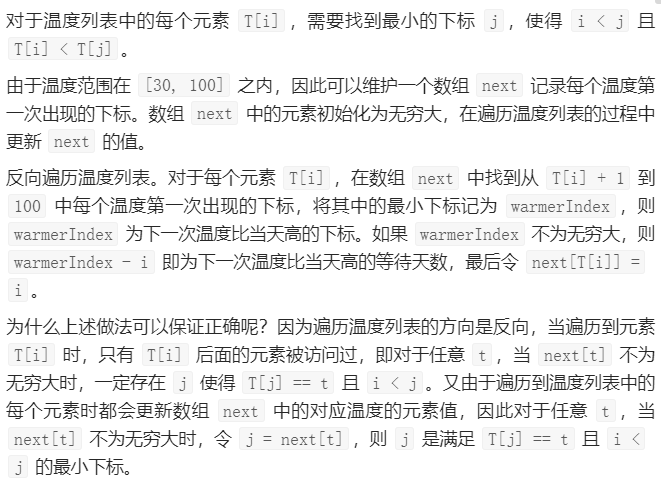 对于温度列表中的每个元素 T[i]，需要找到最小的下标 j，使得 i < j 且
T[i] < T[j]。
由于温度范围在 [30, 100] 之内，因此可以维护一个数组 next 记录每个温度第
一次出现的下标。数组 next 中的元素初始化为无穷大，在遍历温度列表的过程中
更新 next 的值。
反向遍历温度列表。对于每个元素 T[i]，在数组 next 中找到从 T[i] + 1 到
100 中每个温度第一次出现的下标，将其中的最小下标记为 warmerIndex，则
warmerIndex 为下一次温度比当天高的下标。如果 warmerIndex 不为无穷大，则
warmerIndex - i 即为下一次温度比当天高的等待天数，最后令 next[T[i]] =
i。
为什么上述做法可以保证正确呢？因为遍历温度列表的方向是反向，当遍历到元素
T[i] 时，只有 T[i] 后面的元素被访问过，即对于任意 t，当 next[t] 不为
无穷大时，一定存在 j 使得 T[j] == t 且 i < j。又由于遍历到温度列表中的
每个元素时都会更新数组 next 中的对应温度的元素值，因此对于任意 t，当
next[t] 不为无穷大时，令 j = next[t]，则 j 是满足 T[j] == t 且 i <
j 的最小下标。